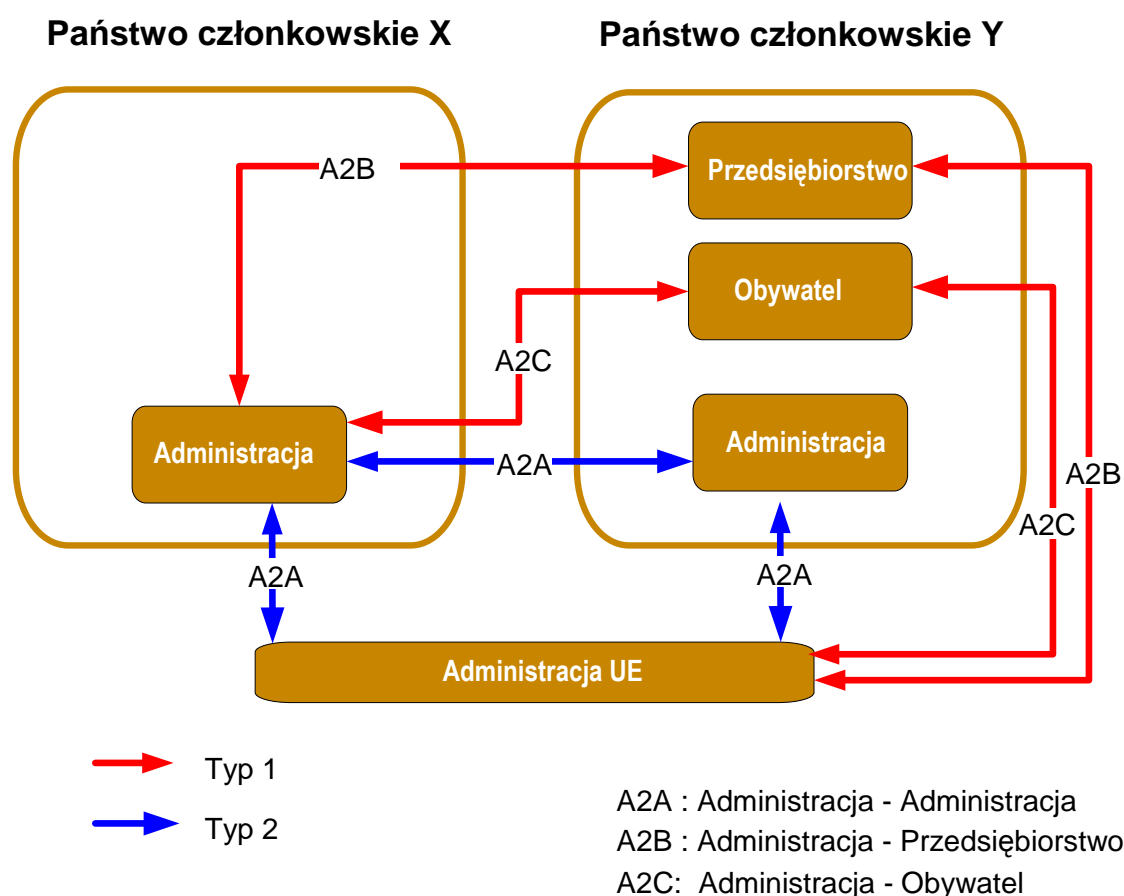 Państwo członkowskie X
Państwo członkowskie Y
A2B
Przedsiębiorstwo
Obywatel
A2C
Administracja
Administracja
A2A
A2B
A2C
A2A
A2A
Administracja UE
Typ 1
Typ 2
A2A : Administracja - Administracja
A2B : Administracja - Przedsiębiorstwo
A2C: Administracja - Obywatel